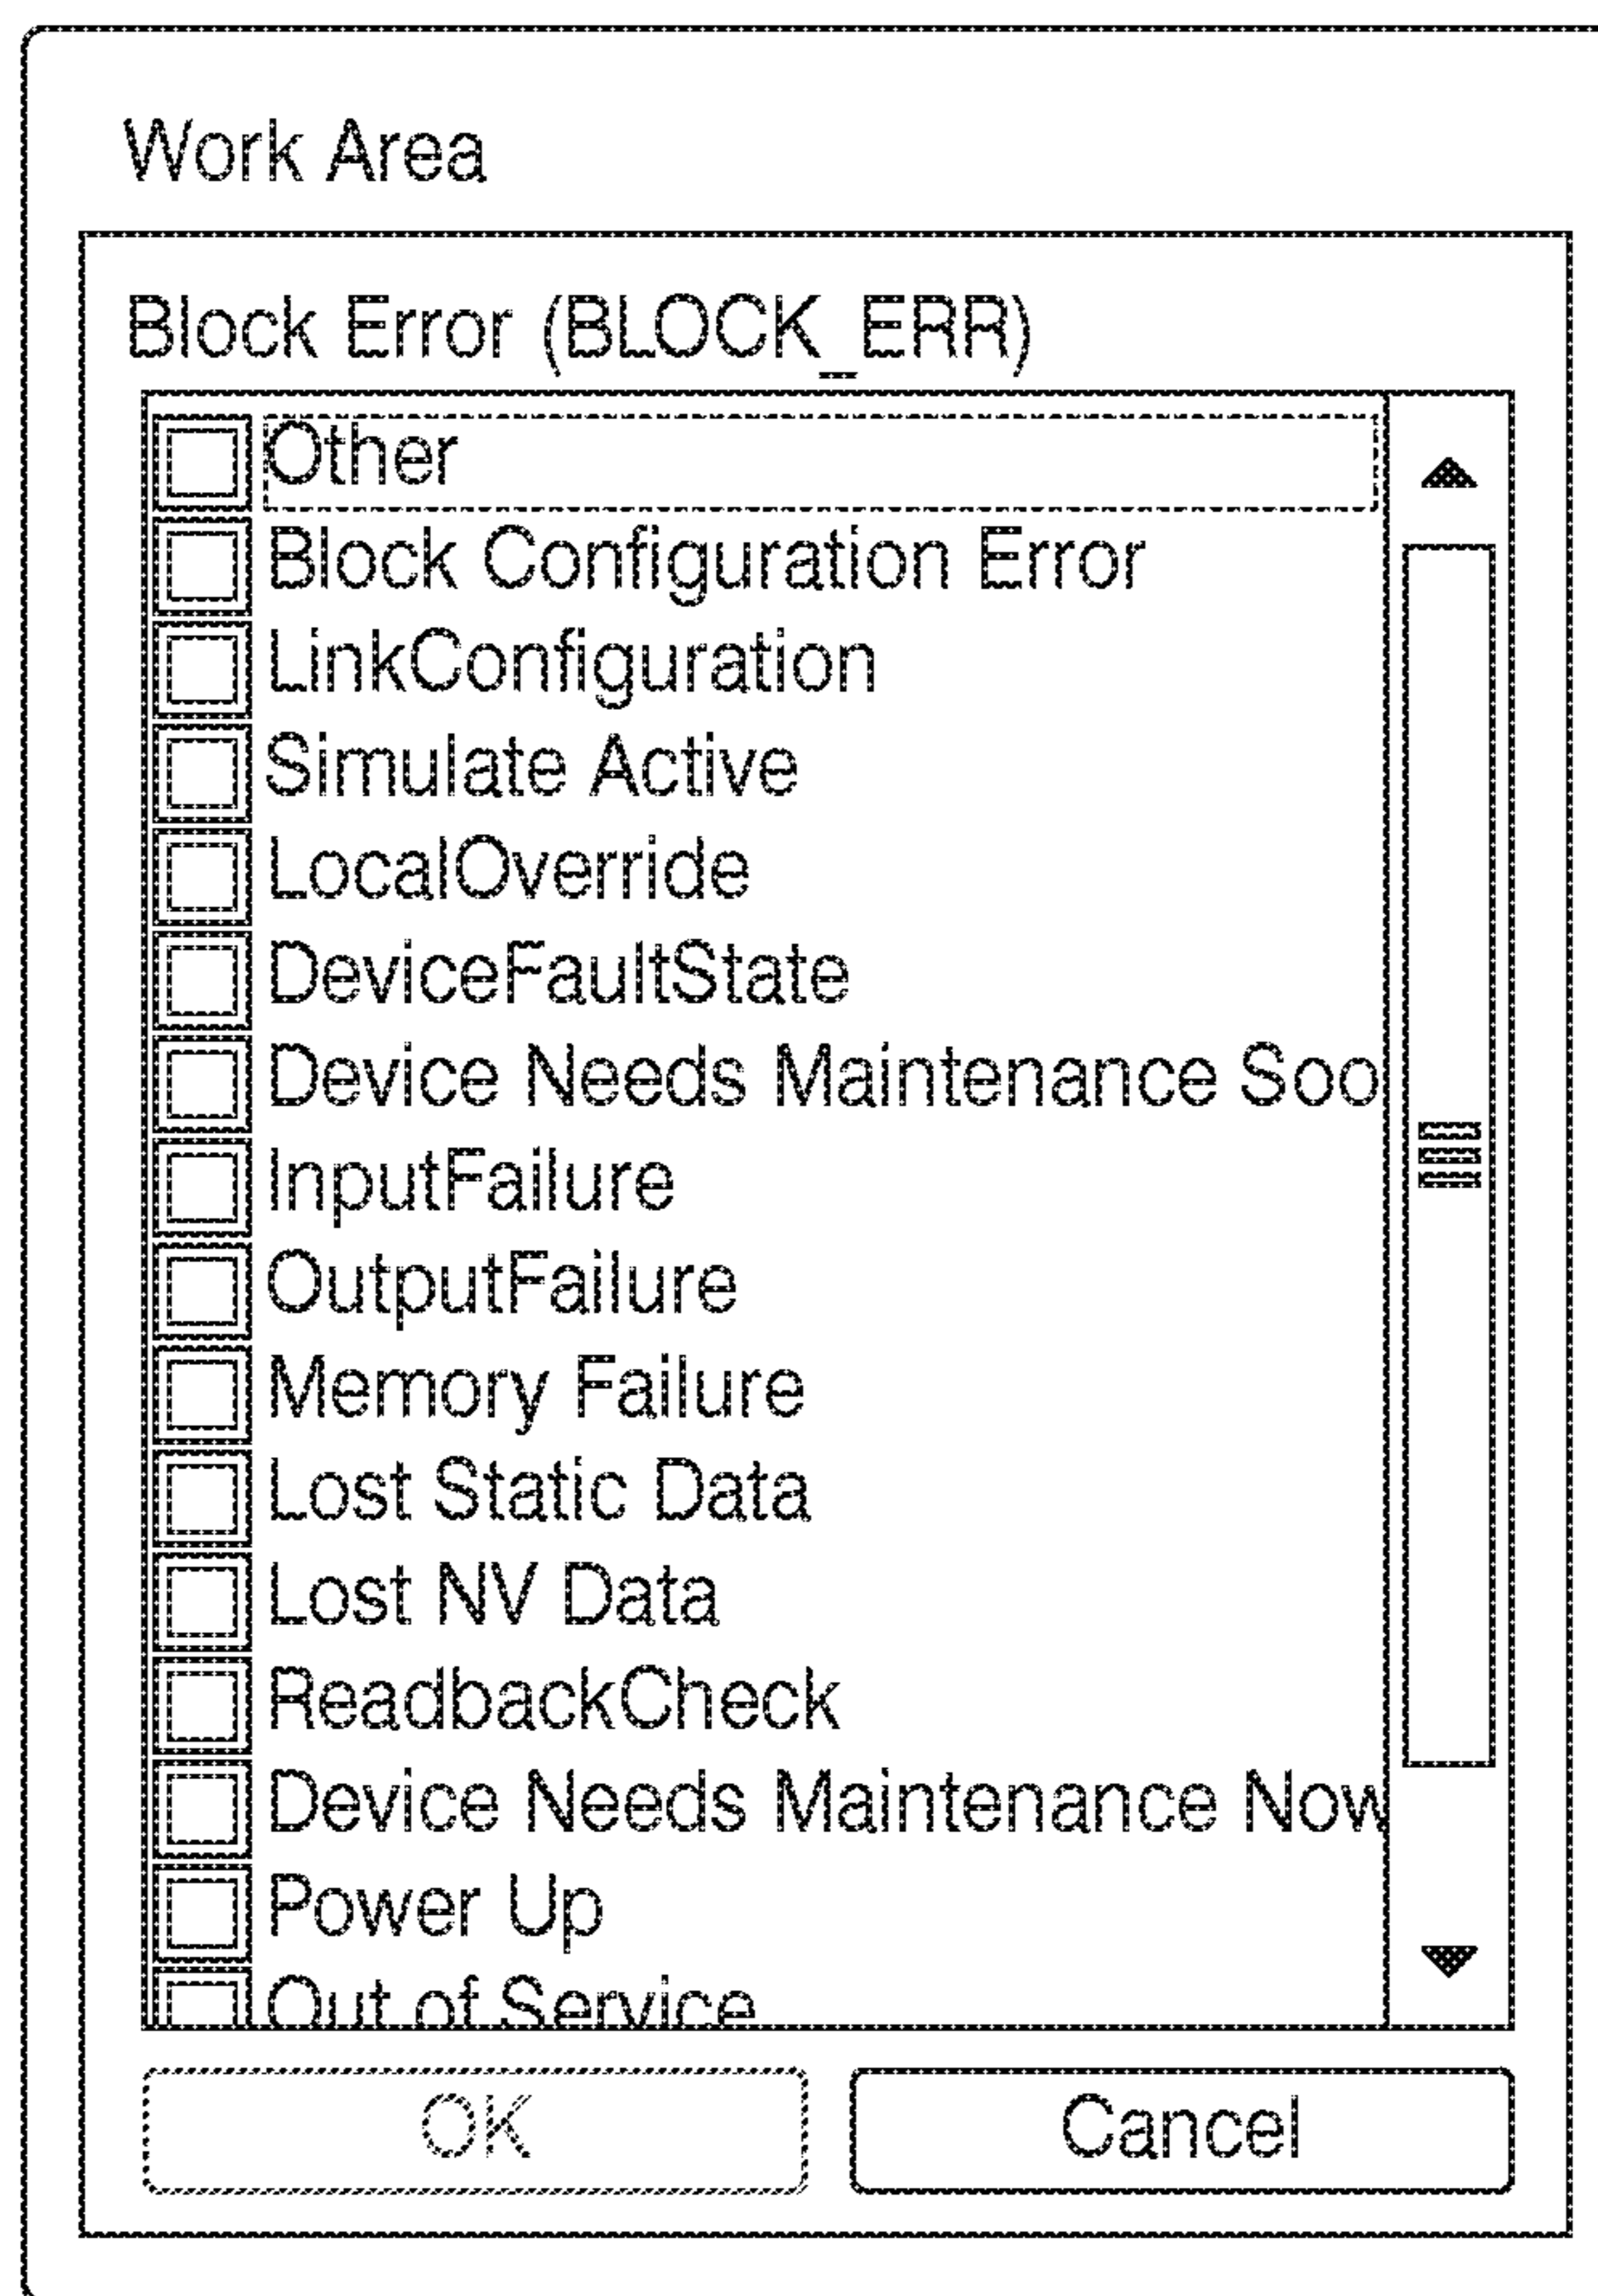 Work Area
Block Error (BLOCK_ERR)
Other
Block Configuration Error
LinkConfiguration
Simulate Active
LocalOverride
DeviceFaultState
Device Needs Maintenance Soo
InputFailure
OutputFailure
Memory Failure
Lost Static Data
Lost NV Data
ReadbackCheck
Device Needs Maintenance Now
Power Up
Out of Service
OK
Cancel